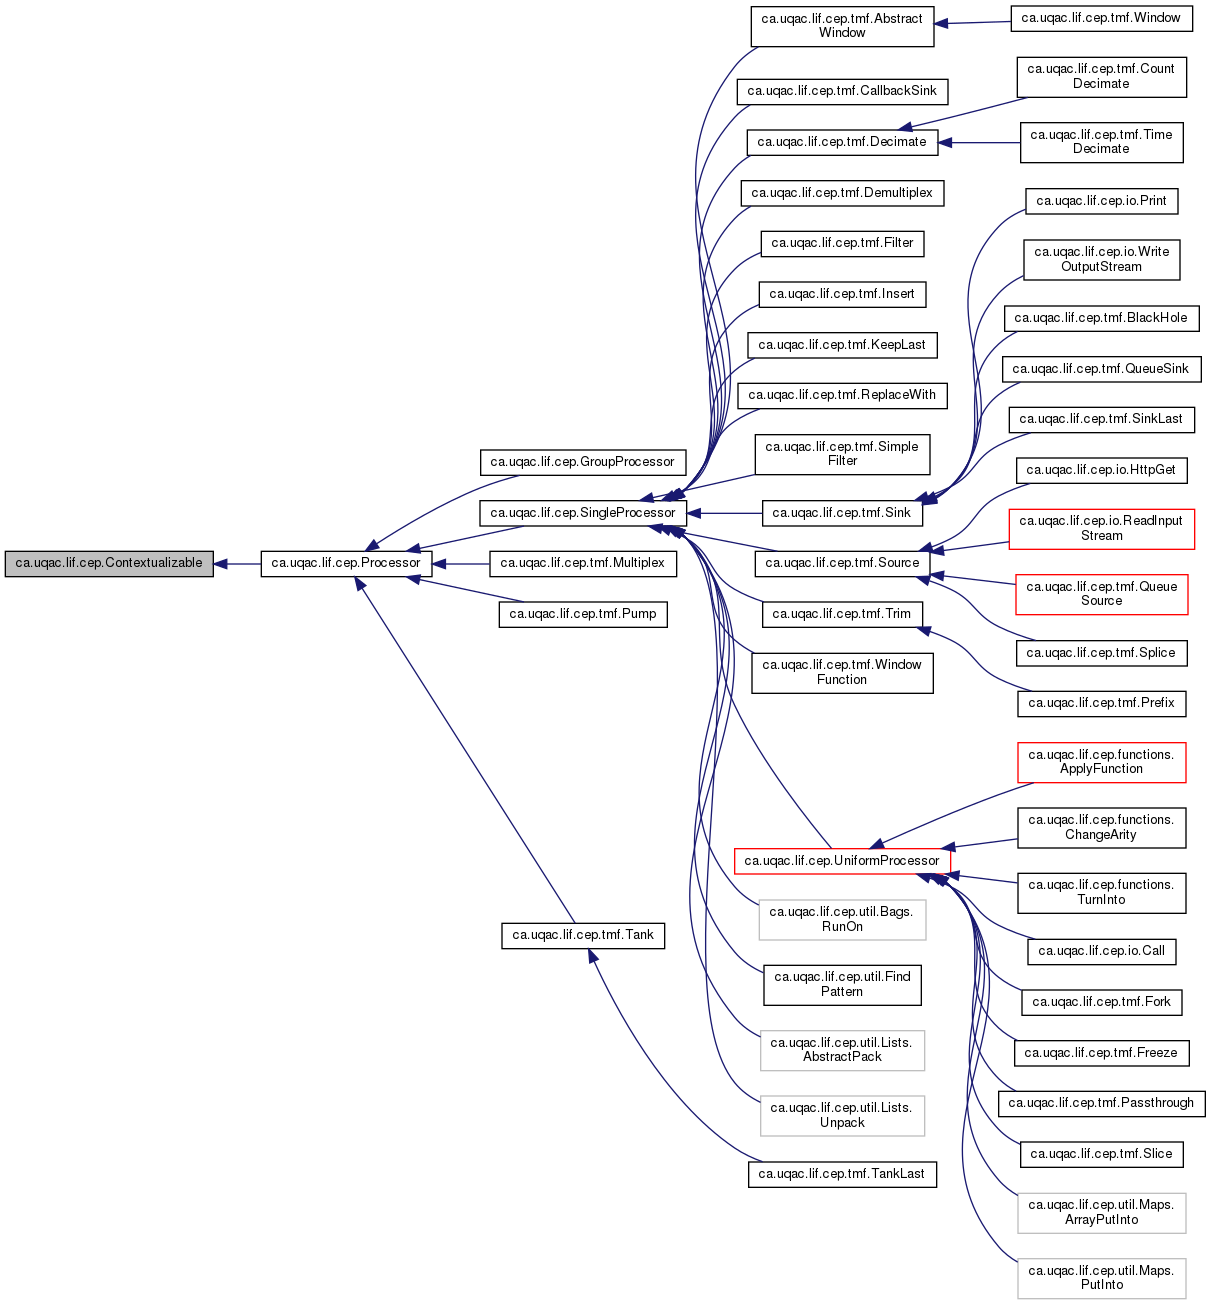 ca.uqac.lif.cep.Contextualizable
ca.uqac.lif.cep.Processor
ca.uqac.lif.cep.GroupProcessor
ca.uqac.lif.cep.SingleProcessor
ca.uqac.lif.cep.tmf.Multiplex
ca.uqac.lif.cep.tmf.Pump
ca.uqac.lif.cep.tmf.Tank
ca.uqac.lif.cep.tmf.Abstract
Window
ca.uqac.lif.cep.tmf.CallbackSink
ca.uqac.lif.cep.tmf.Decimate
ca.uqac.lif.cep.tmf.Demultiplex
ca.uqac.lif.cep.tmf.Filter
ca.uqac.lif.cep.tmf.Insert
ca.uqac.lif.cep.tmf.KeepLast
ca.uqac.lif.cep.tmf.ReplaceWith
ca.uqac.lif.cep.tmf.Simple
Filter
ca.uqac.lif.cep.tmf.Sink
ca.uqac.lif.cep.tmf.Source
ca.uqac.lif.cep.tmf.Trim
ca.uqac.lif.cep.tmf.Window
Function
ca.uqac.lif.cep.UniformProcessor
ca.uqac.lif.cep.util.Bags.
RunOn
ca.uqac.lif.cep.util.Find
Pattern
ca.uqac.lif.cep.util.Lists.
AbstractPack
ca.uqac.lif.cep.util.Lists.
Unpack
ca.uqac.lif.cep.tmf.TankLast
ca.uqac.lif.cep.tmf.Window
ca.uqac.lif.cep.tmf.Count
Decimate
ca.uqac.lif.cep.tmf.Time
Decimate
ca.uqac.lif.cep.io.Print
ca.uqac.lif.cep.io.Write
OutputStream
ca.uqac.lif.cep.tmf.BlackHole
ca.uqac.lif.cep.tmf.QueueSink
ca.uqac.lif.cep.tmf.SinkLast
ca.uqac.lif.cep.io.HttpGet
ca.uqac.lif.cep.io.ReadInput
Stream
ca.uqac.lif.cep.tmf.Queue
Source
ca.uqac.lif.cep.tmf.Splice
ca.uqac.lif.cep.tmf.Prefix
ca.uqac.lif.cep.functions.
ApplyFunction
ca.uqac.lif.cep.functions.
ChangeArity
ca.uqac.lif.cep.functions.
TurnInto
ca.uqac.lif.cep.io.Call
ca.uqac.lif.cep.tmf.Fork
ca.uqac.lif.cep.tmf.Freeze
ca.uqac.lif.cep.tmf.Passthrough
ca.uqac.lif.cep.tmf.Slice
ca.uqac.lif.cep.util.Maps.
ArrayPutInto
ca.uqac.lif.cep.util.Maps.
PutInto